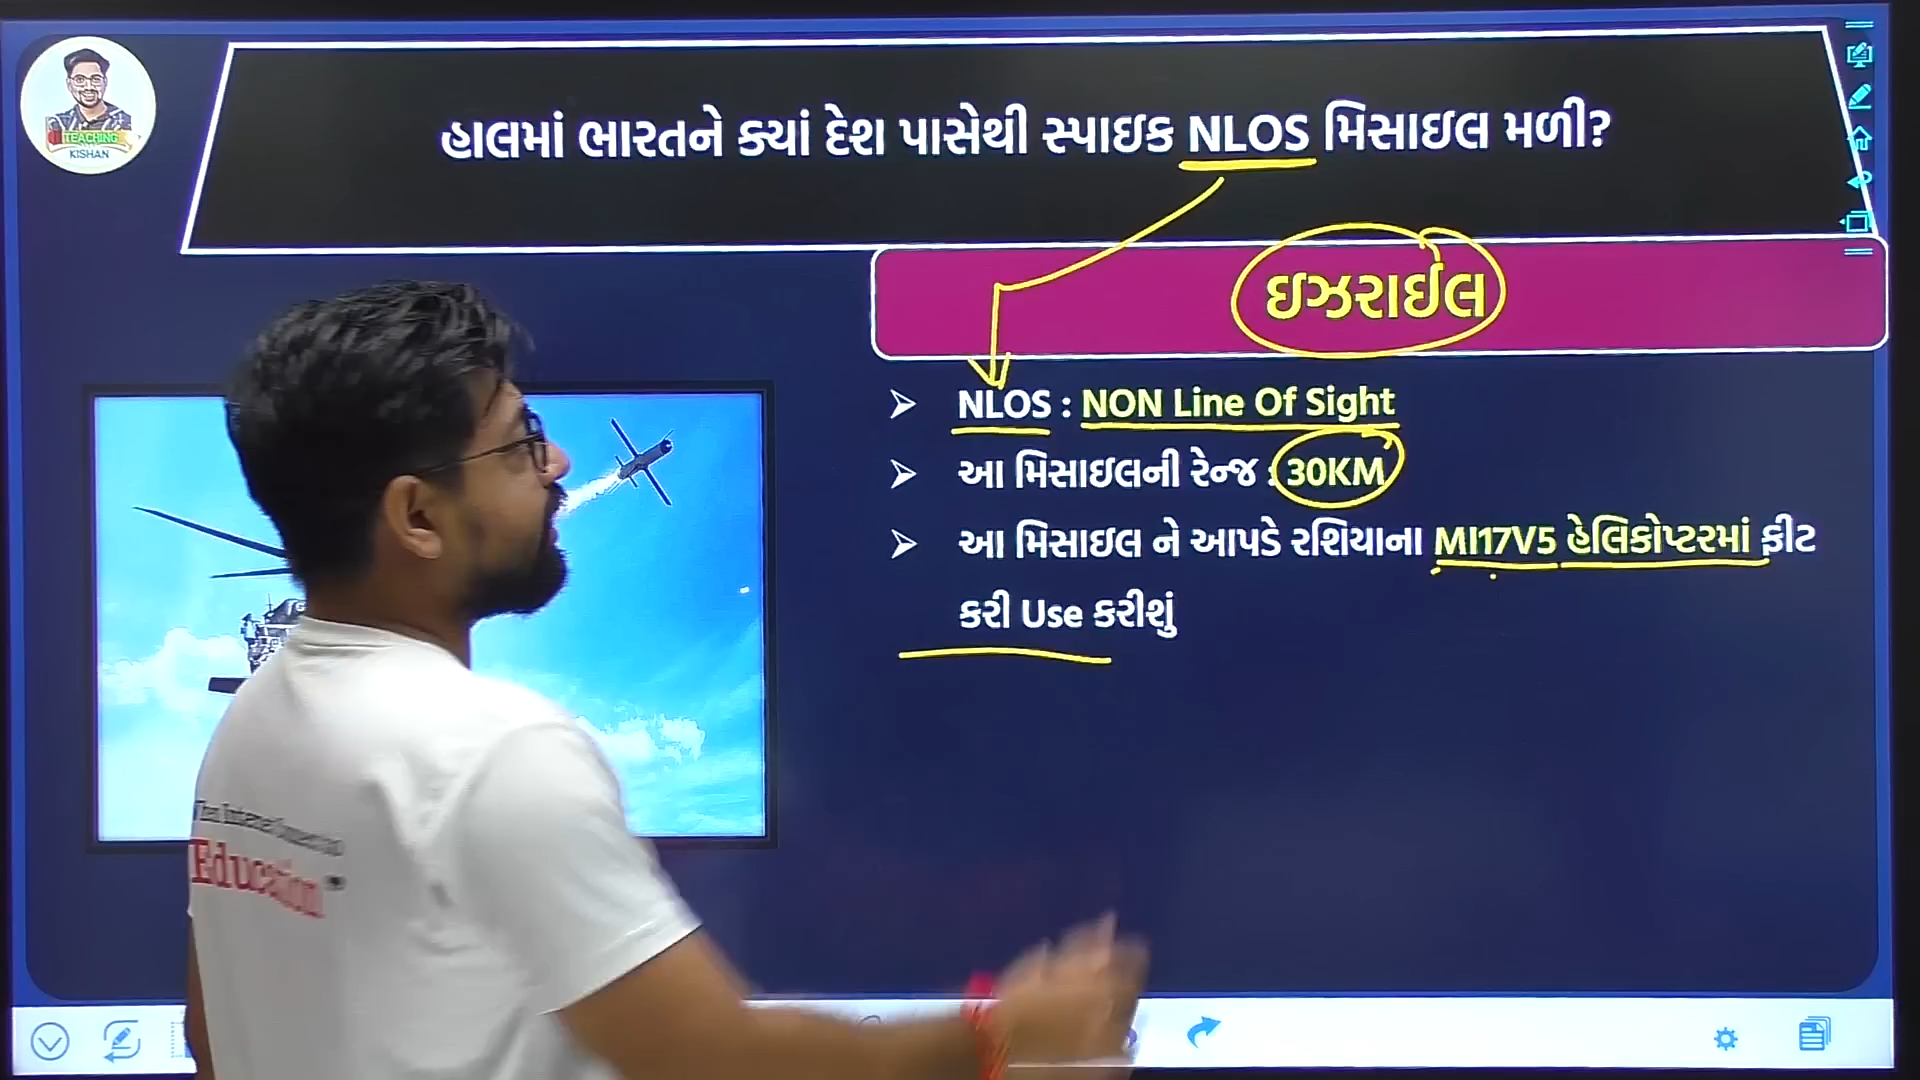 હાલમાં ભારતને ક્યાં દેશ પાસેથી સ્પાઇક NLOS મિસાઇલ મળી?
TEACHING
KISHAN
ઇઝરાઈલ
NLOS : NON Line Of Sight
આ મિસાઇલની રેન્જ : 30KM
આ મિસાઇલ ને આપડે રશિયાના MI17V5 હેલિકોપ્ટરમાં ફીટ
કરી Use કરીશું
Education